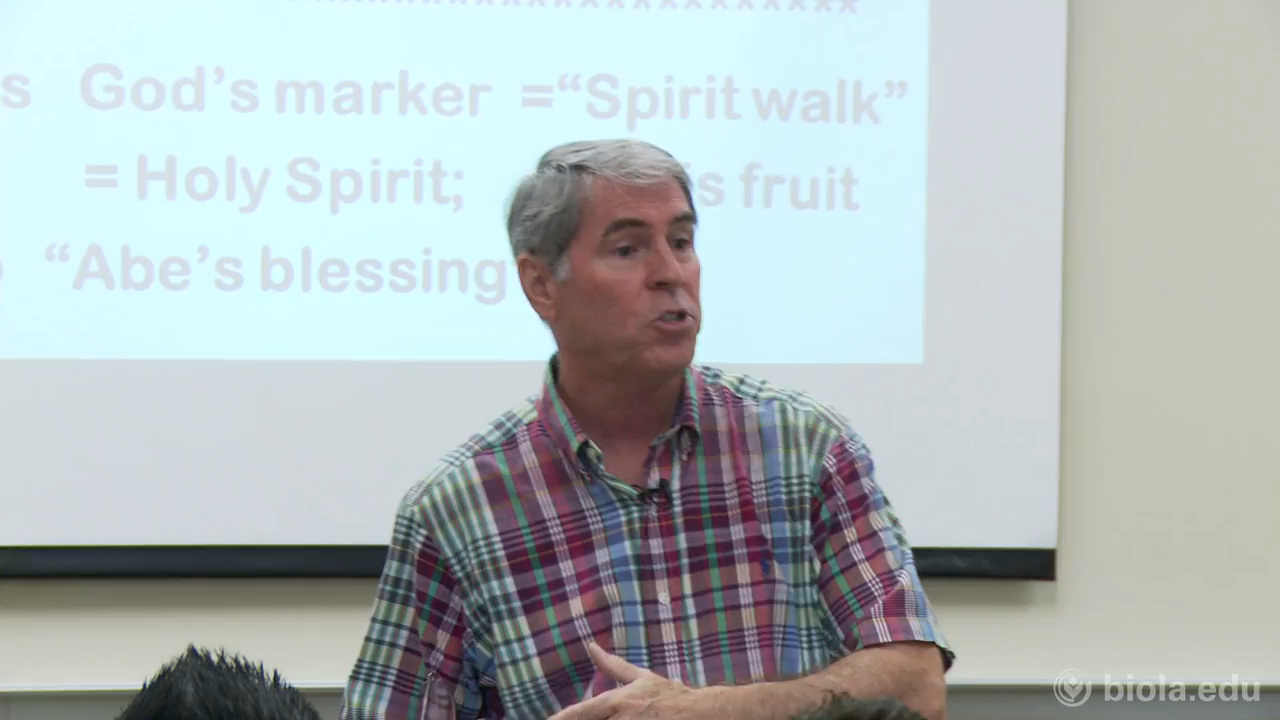 s God’s marker =“Spirit walk”
= Holy Spirit; s fruit
“Abe’s blessing
biola.edu